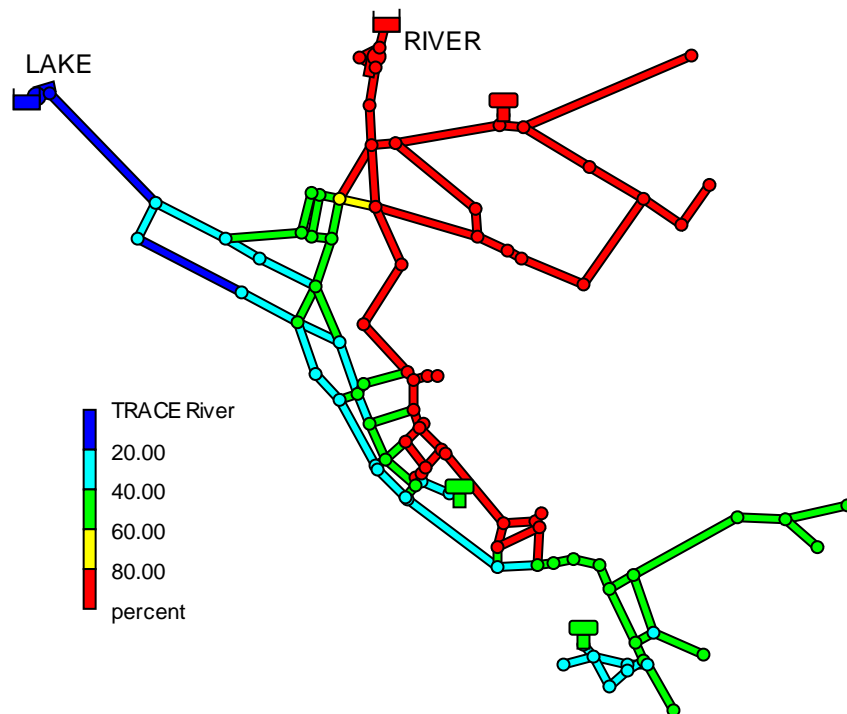 RIVER
LAKE
TRACE River
20.00
40.00
60.00
80.00
percent